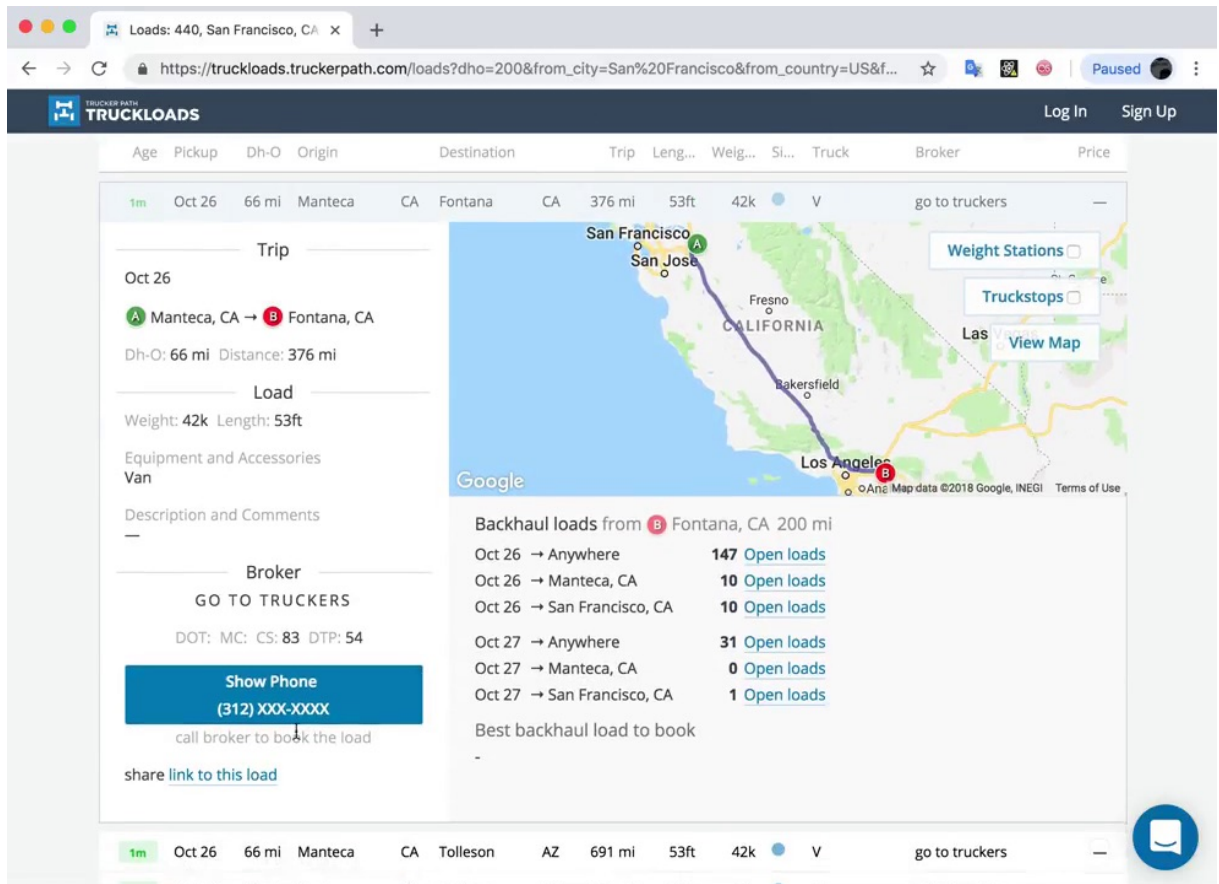 Loads: 440, San Francisco, CA
https://truckloads.truckerpath.com/loads?dho=200&from_city=San%20Francisco&from_country=US&f...
Paused
TRUCKER PATH
TRUCKLOADS
Log In Sign Up
Age Pickup Dh-O Origin Destination Trip Leng... Weig... Si... Truck Broker Price
1m Oct 26 66 mi Manteca CA Fontana CA 376 mi 53ft 42k V go to truckers —
Trip
Oct 26
A Manteca, CA → B Fontana, CA
Dh-O: 66 mi Distance: 376 mi
Load
Weight: 42k Length: 53ft
Equipment and Accessories
Van
Description and Comments
—
Broker
GO TO TRUCKERS
DOT: MC: CS: 83 DTP: 54
Show Phone
(312) XXX-XXXX
call broker to book the load
share link to this load
San Francisco
A
San Jose
Fresno
CALIFORNIA
Las Vegas
Bakersfield
Los Angeles
B
Google
Map data ©2018 Google, INEGI Terms of Use
Weight Stations
Truckstops
View Map
Backhaul loads from B Fontana, CA 200 mi
Oct 26 → Anywhere 147 Open loads
Oct 26 → Manteca, CA 10 Open loads
Oct 26 → San Francisco, CA 10 Open loads
Oct 27 → Anywhere 31 Open loads
Oct 27 → Manteca, CA 0 Open loads
Oct 27 → San Francisco, CA 1 Open loads
Best backhaul load to book
-
1m Oct 26 66 mi Manteca CA Tolleson AZ 691 mi 53ft 42k V go to truckers —